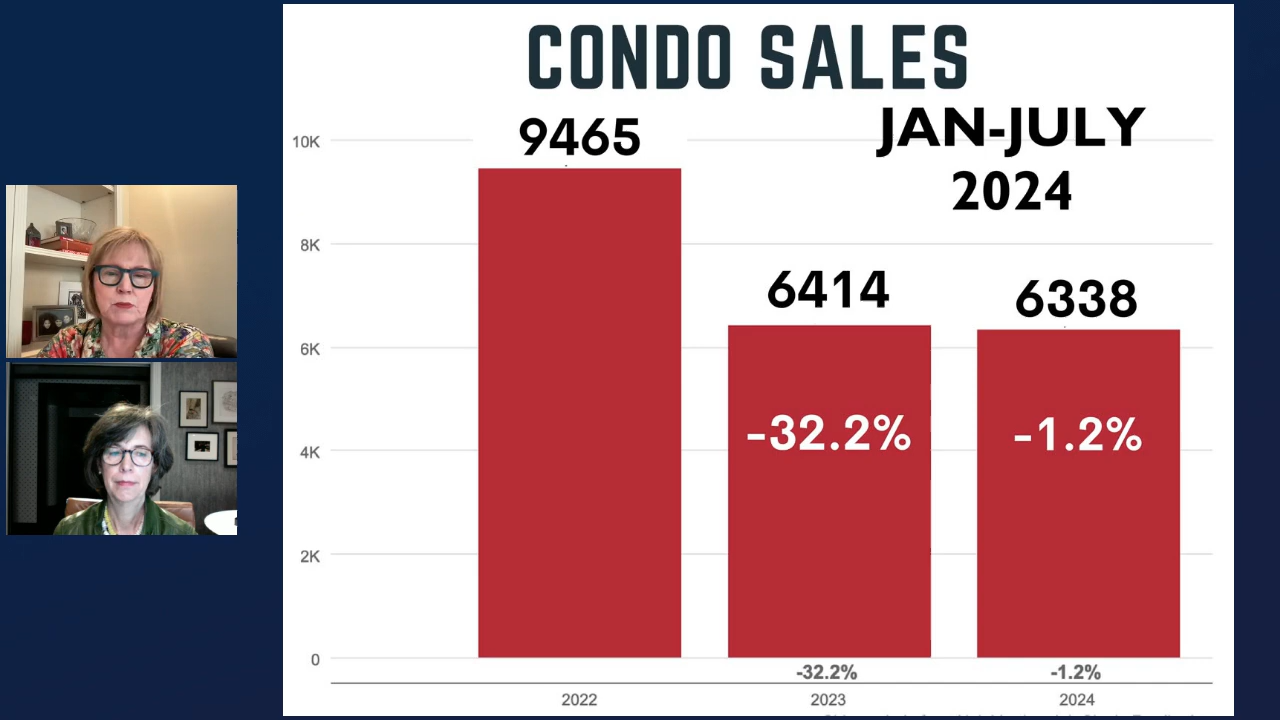 CONDO SALES
JAN-JULY
2024
10K
9465
8K
6414
6338
6K
-32.2%
-1.2%
4K
2K
0
-32.2%
-1.2%
2022
2023
2024